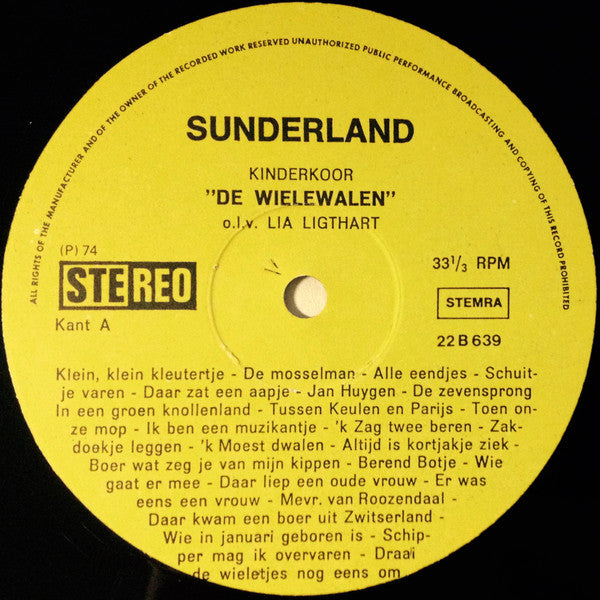 ALL RIGHTS OF THE MANUFACTURER AND OF THE OWNER OF THE RECORDED WORK RESERVED UNAUTHORIZED PUBLIC PERFORMANCE BROADCASTING AND COPYING OF THIS RECORD PROHIBITED
SUNDERLAND
KINDERKOOR
"DE WIELEWALEN"
o.l.v. LIA LIGTHART
(P) 74
STEREO
Kant A
33 1/3 RPM
STEMRA
22 B 639
Klein, klein kleutertje - De mosselman - Alle eendjes - Schuit-
je varen - Daar zat een aapje - Jan Huygen - De zevensprong
In een groen knollenland - Tussen Keulen en Parijs - Toen on-
ze mop - Ik ben een muzikantje - 'k Zag twee beren - Zak-
doekje leggen - 'k Moest dwalen - Altijd is kortjakje ziek -
Boer wat zeg je van mijn kippen - Berend Botje - Wie
gaat er mee - Daar liep een oude vrouw - Er was
eens een vrouw - Mevr. van Roozendaal -
Daar kwam een boer uit Zwitserland -
Wie in januari geboren is - Schip-
per mag ik overvaren - Draai
de wieletjes nog eens om